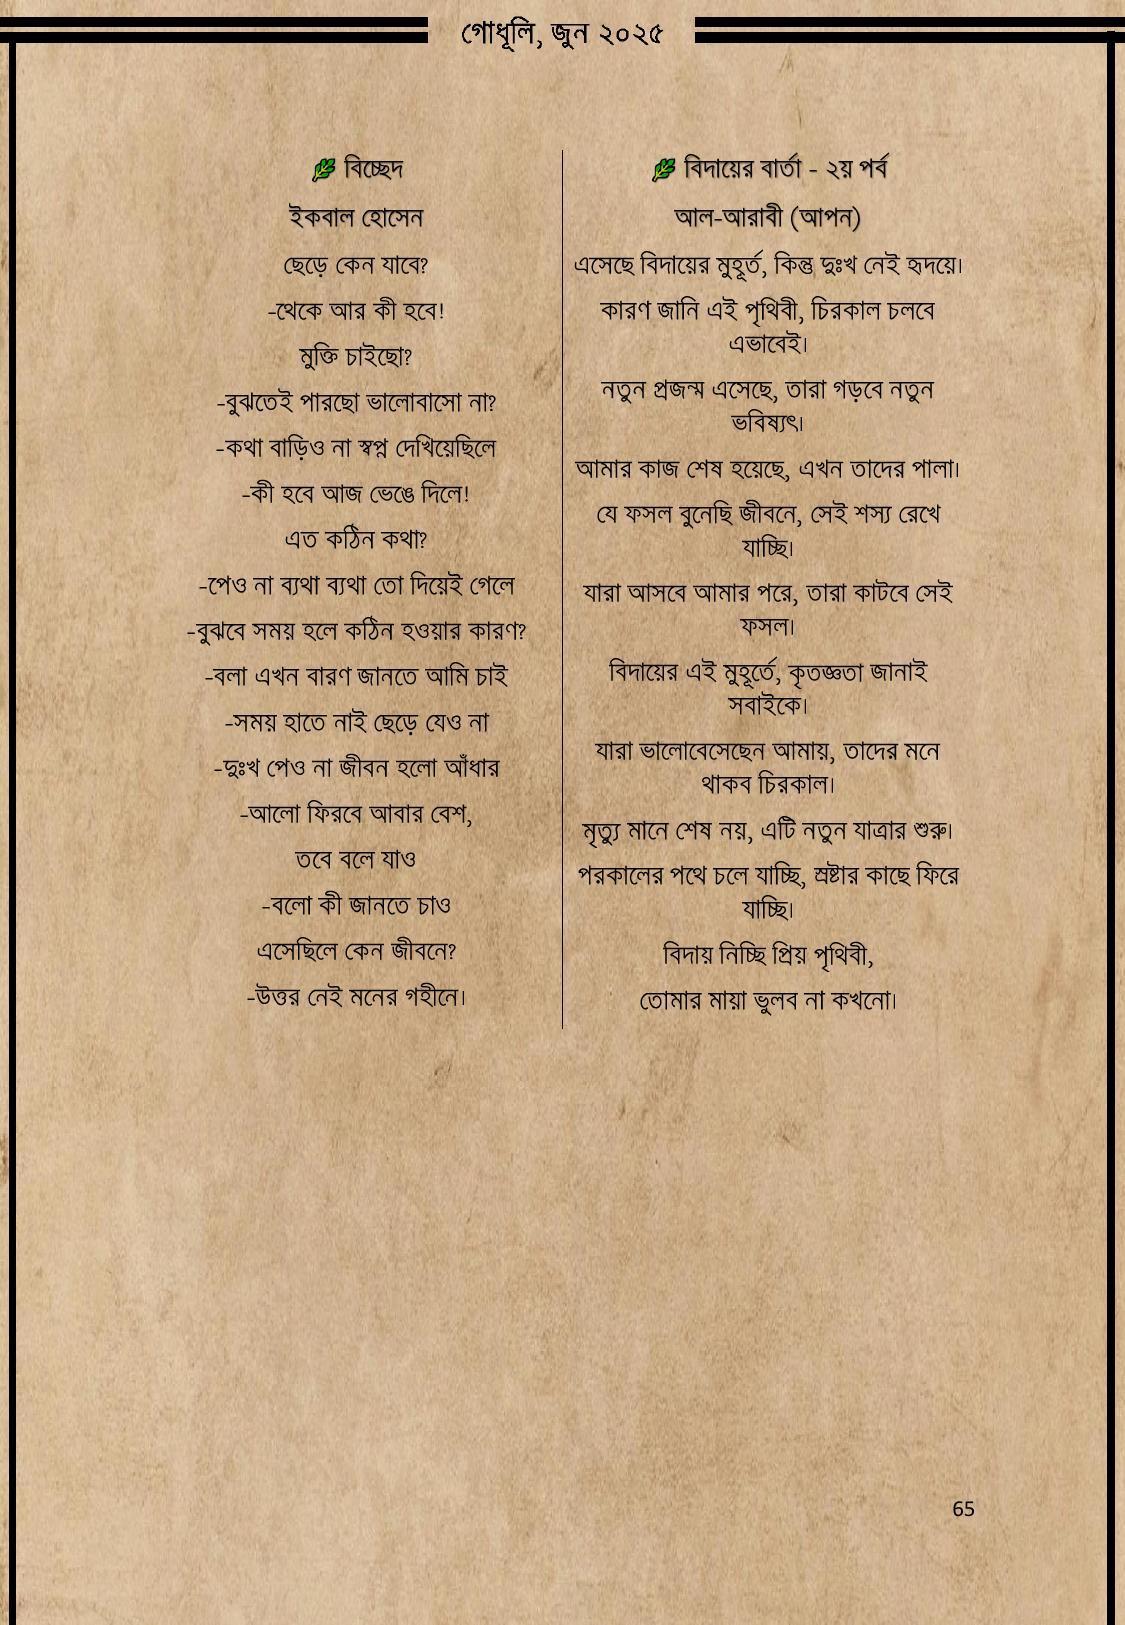 গোধূলি, জুন ২০২৫
বিচ্ছেদ
ইকবাল হোসেন
ছেড়ে কেন যাবে?
-থেকে আর কী হবে!
মুক্তি চাইছো?
-বুঝতেই পারছো ভালোবাসো না?
-কথা বাড়িও না স্বপ্ন দেখিয়েছিলে
-কী হবে আজ ভেঙে দিলে!
এত কঠিন কথা?
-পেও না ব্যথা ব্যথা তো দিয়েই গেলে
-বুঝবে সময় হলে কঠিন হওয়ার কারণ?
-বলা এখন বারণ জানতে আমি চাই
-সময় হাতে নাই ছেড়ে যেও না
-দুঃখ পেও না জীবন হলো আঁধার
-আলো ফিরবে আবার বেশ,
তবে বলে যাও
-বলো কী জানতে চাও
এসেছিলে কেন জীবনে?
-উত্তর নেই মনের গহীনে।
বিদায়ের বার্তা - ২য় পর্ব
আল-আরাবী (আপন)
এসেছে বিদায়ের মুহূর্ত, কিন্তু দুঃখ নেই হৃদয়ে।
কারণ জানি এই পৃথিবী, চিরকাল চলবে
এভাবেই।
নতুন প্রজন্ম এসেছে, তারা গড়বে নতুন
ভবিষ্যৎ।
আমার কাজ শেষ হয়েছে, এখন তাদের পালা।
যে ফসল বুনেছি জীবনে, সেই শস্য রেখে
যাচ্ছি।
যারা আসবে আমার পরে, তারা কাটবে সেই
ফসল।
বিদায়ের এই মুহূর্তে, কৃতজ্ঞতা জানাই
সবাইকে।
যারা ভালোবেসেছেন আমায়, তাদের মনে
থাকব চিরকাল।
মৃত্যু মানে শেষ নয়, এটি নতুন যাত্রার শুরু।
পরকালের পথে চলে যাচ্ছি, স্রষ্টার কাছে ফিরে
যাচ্ছি।
বিদায় নিচ্ছি প্রিয় পৃথিবী,
তোমার মায়া ভুলব না কখনো।
65